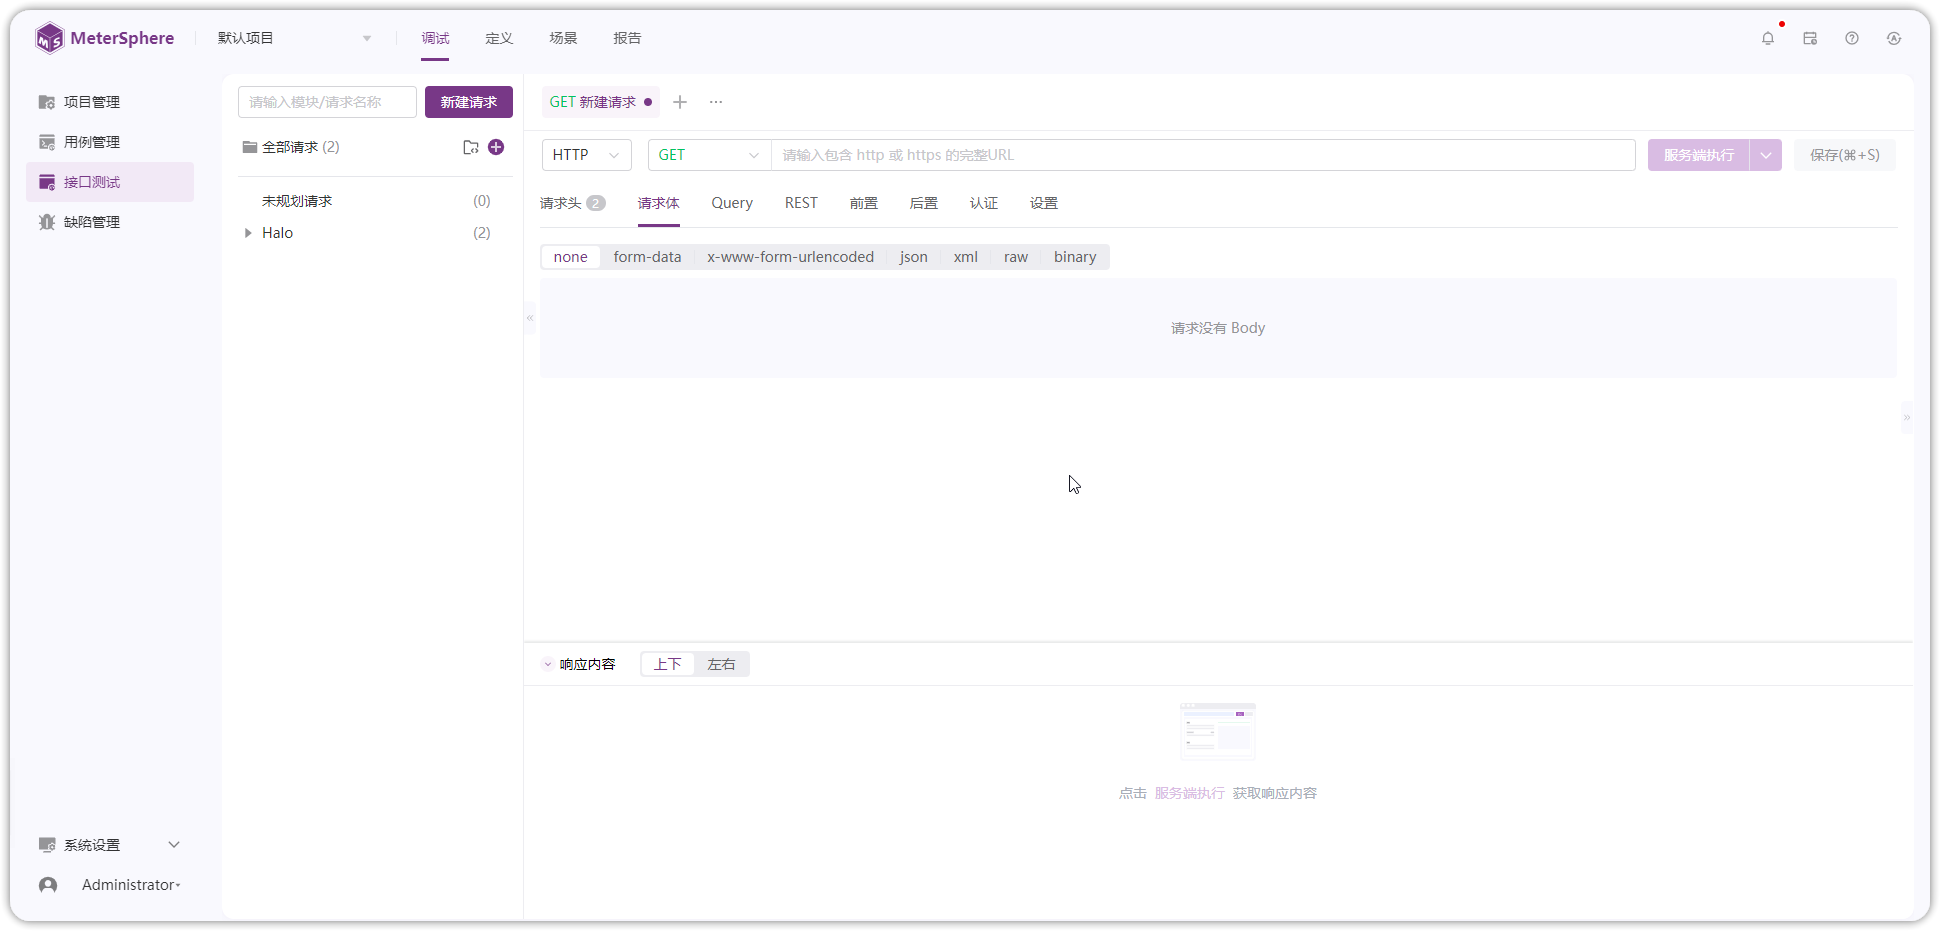 MeterSphere
默认项目
调试 定义 场景 报告
项目管理
用例管理
接口测试
缺陷管理
系统设置
Administrator
请输入模块/请求名称 新建请求
全部请求 (2)
未规划请求 (0)
Halo (2)
GET 新建请求
HTTP GET 请输入包含 http 或 https 的完整URL 服务端执行 保存(⌘+S)
请求头 2 请求体 Query REST 前置 后置 认证 设置
none form-data x-www-form-urlencoded json xml raw binary
请求没有 Body
响应内容 上下 左右
点击 服务端执行 获取响应内容